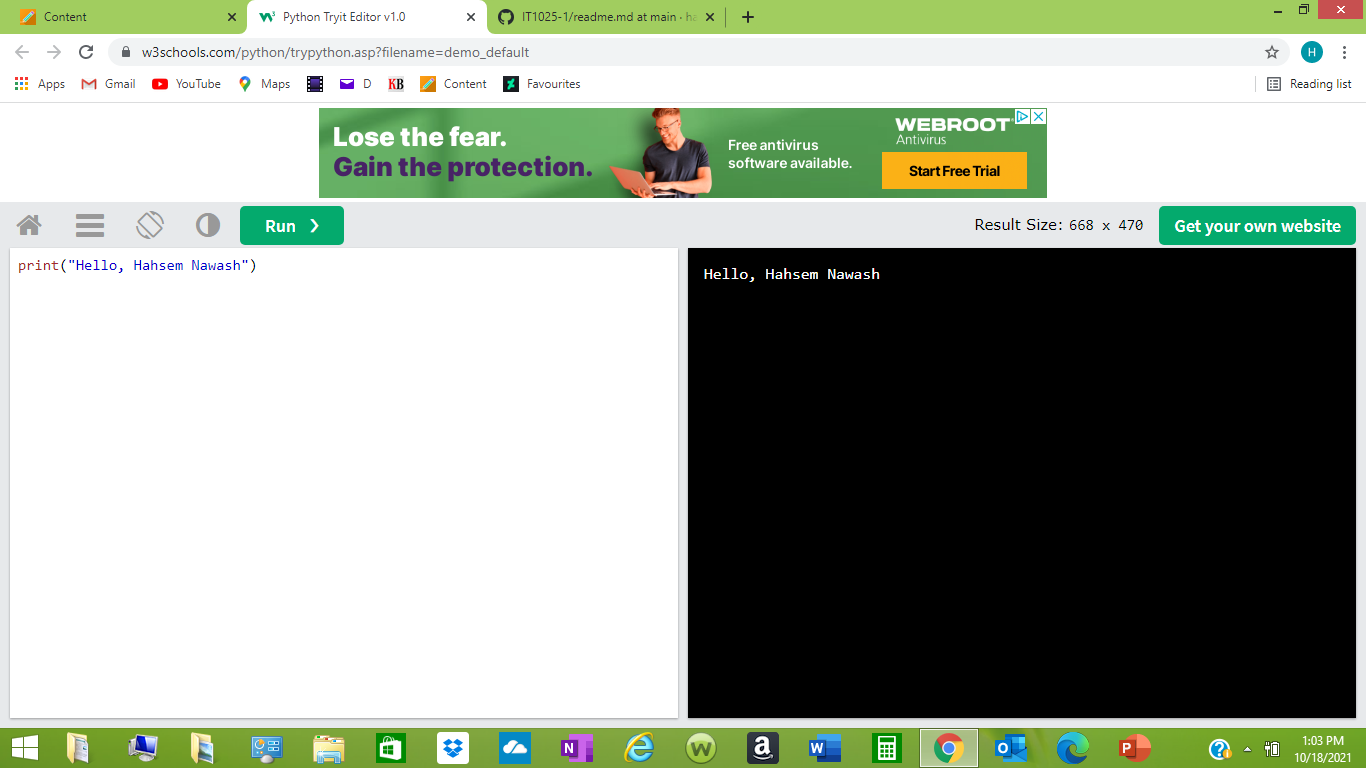 Content
Python Tryit Editor v1.0
IT1025-1/readme.md at main · ha
w3schools.com/python/trypython.asp?filename=demo_default
H
Apps
Gmail
YouTube
Maps
D
KB
Content
Favourites
Reading list
Lose the fear.
Gain the protection.
Free antivirus
software available.
WEBROOT
Antivirus
Start Free Trial
Run ❯
Result Size: 668 x 470
Get your own website
print("Hello, Hahsem Nawash")
Hello, Hahsem Nawash
1:03 PM
10/18/2021